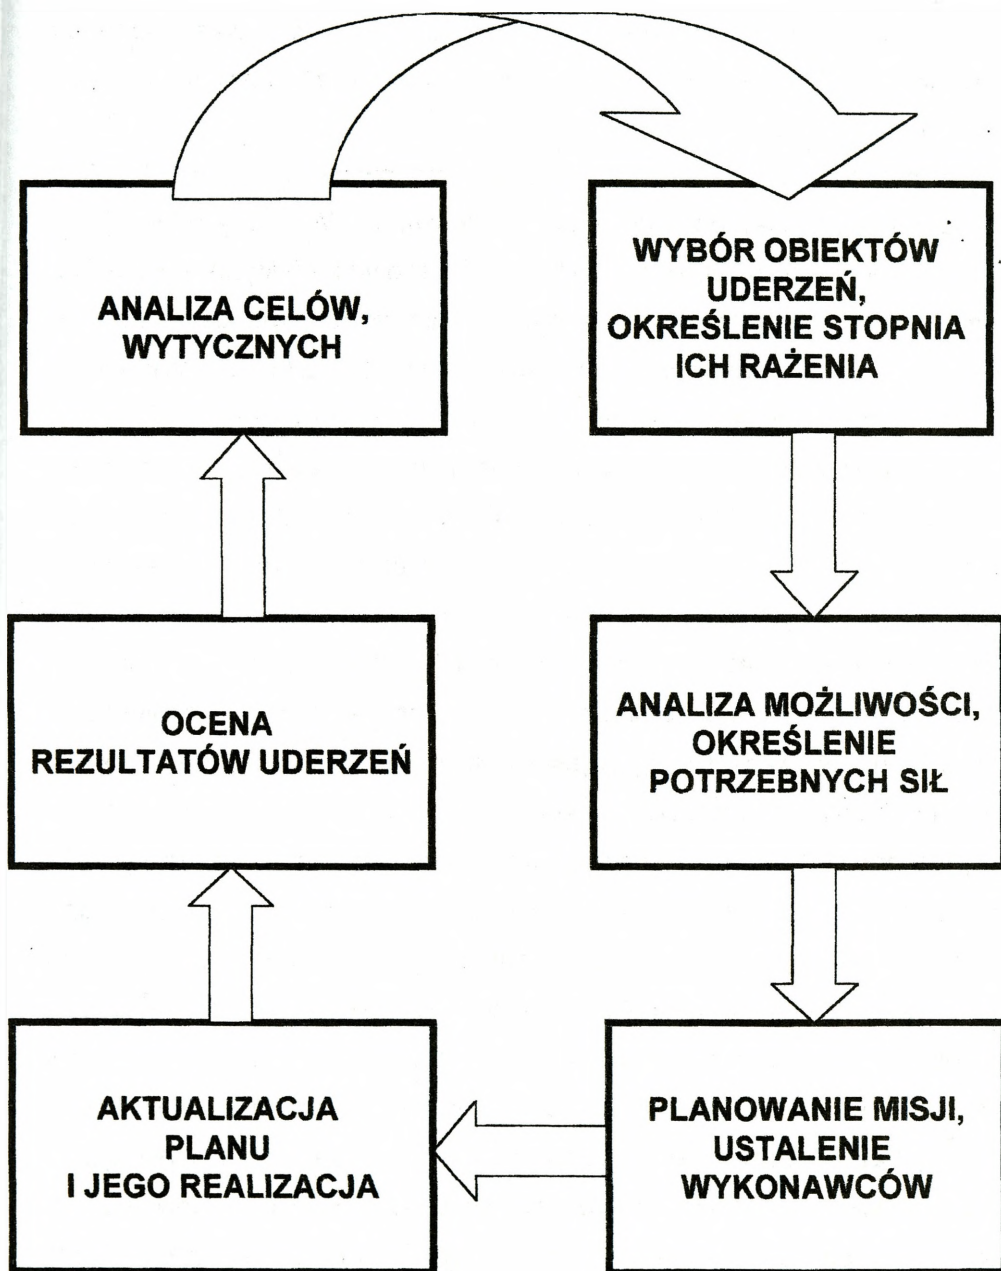 ANALIZA CELÓW,
WYTYCZNYCH
WYBÓR OBIEKTÓW
UDERZEŃ,
OKREŚLENIE STOPNIA
ICH RAŻENIA
ANALIZA MOŻLIWOŚCI,
OKREŚLENIE
POTRZEBNYCH SIŁ
PLANOWANIE MISJI,
USTALENIE
WYKONAWCÓW
AKTUALIZACJA
PLANU
I JEGO REALIZACJA
OCENA
REZULTATÓW UDERZEŃ